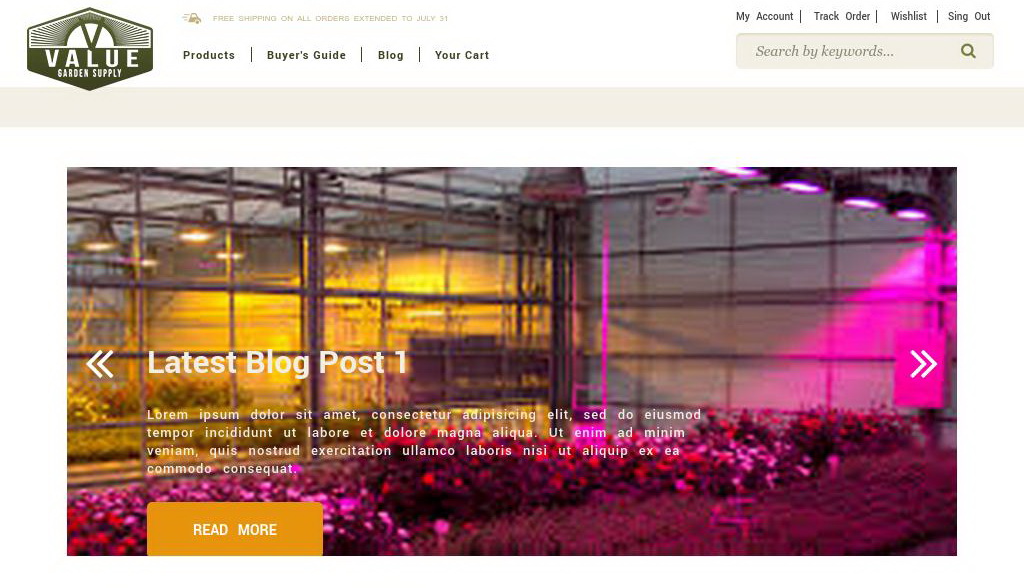 VALUE
GARDEN SUPPLY
FREE SHIPPING ON ALL ORDERS EXTENDED TO JULY 31
My Account
Track Order
Wishlist
Sing Out
Products
Buyer's Guide
Blog
Your Cart
Search by keywords...
Latest Blog Post 1
Lorem ipsum dolor sit amet, consectetur adipisicing elit, sed do eiusmod
tempor incididunt ut labore et dolore magna aliqua. Ut enim ad minim
veniam, quis nostrud exercitation ullamco laboris nisi ut aliquip ex ea
commodo consequat.
READ MORE